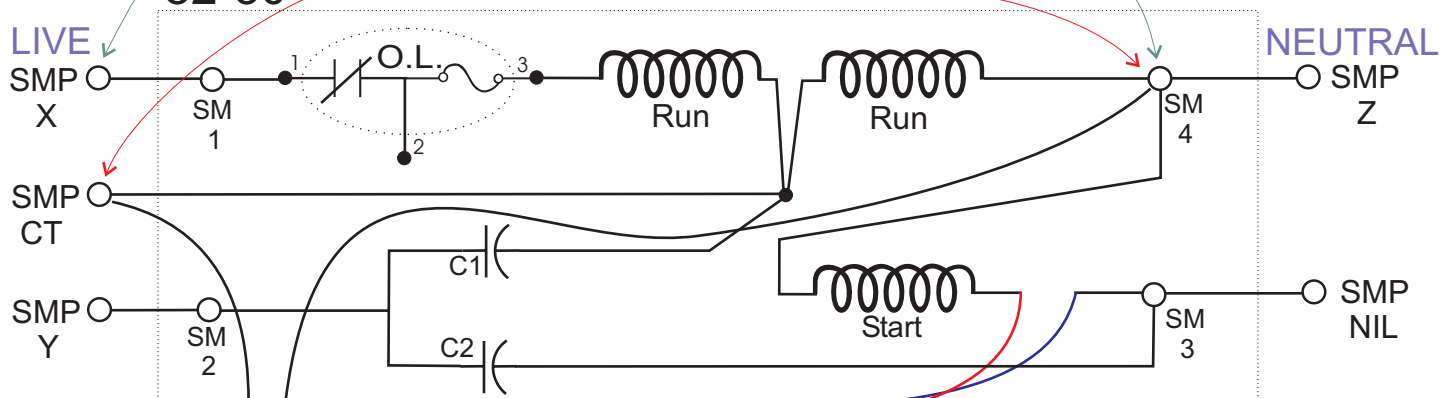 LIVE
NEUTRAL
SMP
X
SM
1
1
O.L.
3
2
Run
Run
SM
4
SMP
Z
SMP
CT
C1
SMP
Y
SM
2
C2
Start
SM
3
SMP
NIL